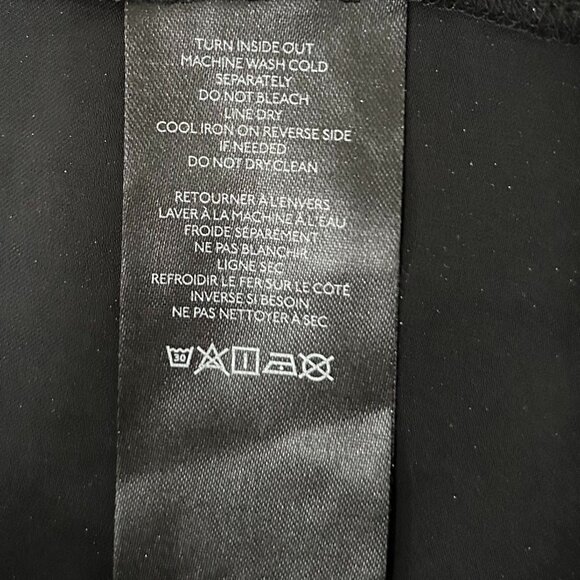 TURN INSIDE OUT
MACHINE WASH COLD
SEPARATELY
DO NOT BLEACH
LINE DRY
COOL IRON ON REVERSE SIDE
IF NEEDED
DO NOT DRY CLEAN
RETOURNER À L'ENVERS
LAVER À LA MACHINE À L'EAU
FROIDE SÉPAREMENT
NE PAS BLANCHIR
LIGNE SEC
REFROIDIR LE FER SUR LE CÔTÉ
INVERSE SI BESOIN
NE PAS NETTOYER À SEC
30